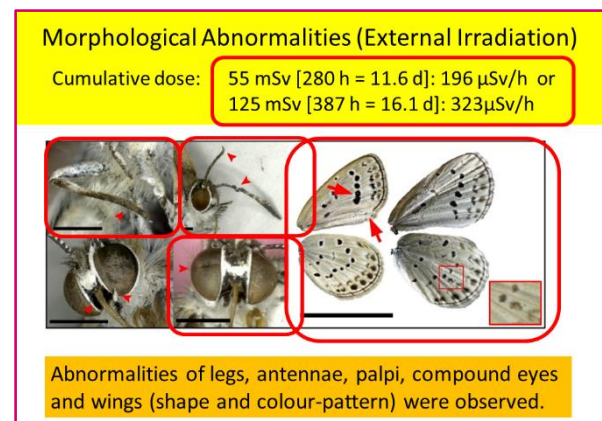 Morphological Abnormalities (External Irradiation)
Cumulative dose: 55 mSv [280 h = 11.6 d]: 196 μSv/h or
125 mSv [387 h = 16.1 d]: 323μSv/h
Abnormalities of legs, antennae, palpi, compound eyes
and wings (shape and colour-pattern) were observed.